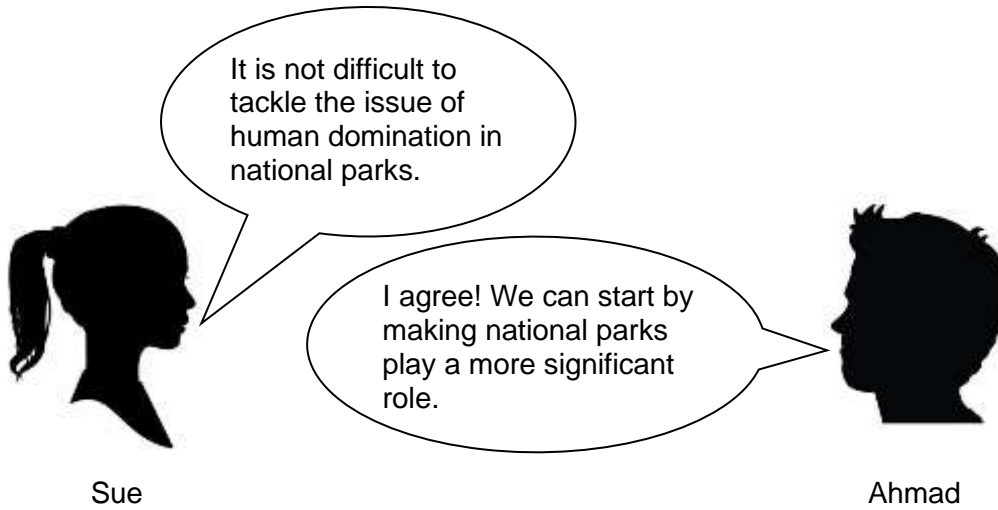 It is not difficult to
tackle the issue of
human domination in
national parks.
I agree! We can start by
making national parks
play a more significant
role.
Sue
Ahmad